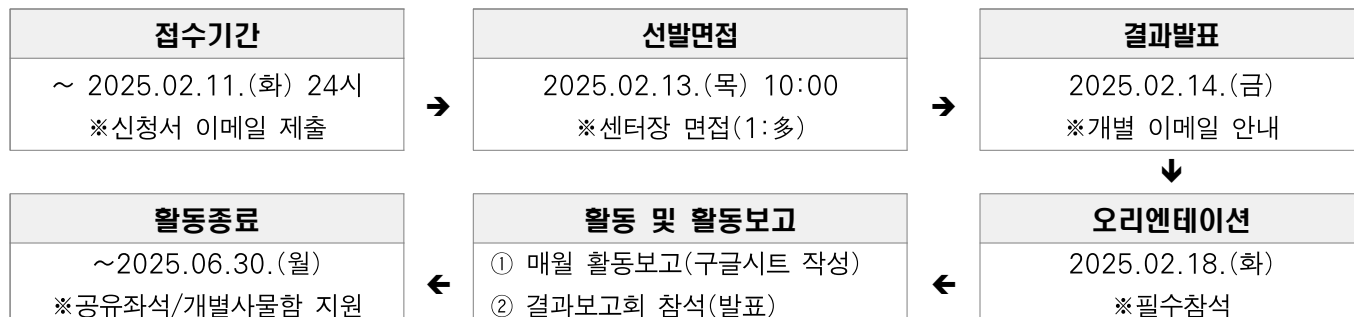 접수기간
~ 2025.02.11.(화) 24시
※신청서 이메일 제출
➔
선발면접
2025.02.13.(목) 10:00
※센터장 면접(1:多)
➔
결과발표
2025.02.14.(금)
※개별 이메일 안내
🡻
오리엔테이션
2025.02.18.(화)
※필수참석
🡸
활동 및 활동보고
① 매월 활동보고(구글시트 작성)
② 결과보고회 참석(발표)
🡸
활동종료
~2025.06.30.(월)
※공유좌석/개별사물함 지원